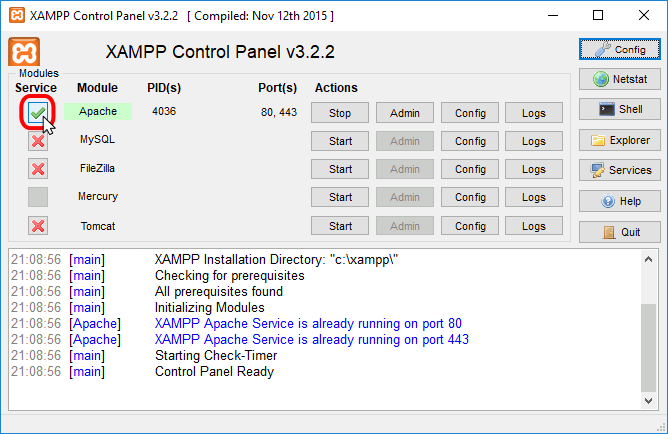 XAMPP Control Panel v3.2.2 [ Compiled: Nov 12th 2015 ]
XAMPP Control Panel v3.2.2
Config
Modules
Service Module PID(s) Port(s) Actions
Netstat
Apache 4036 80, 443 Stop Admin Config Logs
Shell
MySQL Start Admin Config Logs
Explorer
FileZilla Start Admin Config Logs
Services
Mercury Start Admin Config Logs
Help
Tomcat Start Admin Config Logs
Quit
21:08:56 [main] XAMPP Installation Directory: "c:\xampp\"
21:08:56 [main] Checking for prerequisites
21:08:56 [main] All prerequisites found
21:08:56 [main] Initializing Modules
21:08:56 [Apache] XAMPP Apache Service is already running on port 80
21:08:56 [Apache] XAMPP Apache Service is already running on port 443
21:08:56 [main] Starting Check-Timer
21:08:56 [main] Control Panel Ready